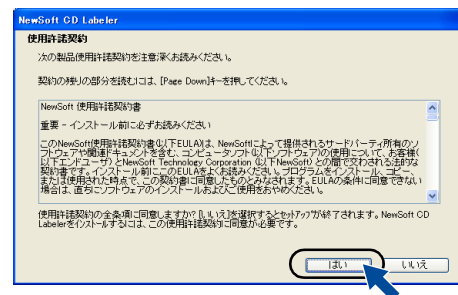 NewSoft CD Labeler
使用許諾契約
次の製品使用許諾契約を注意深くお読みください。
契約の残りの部分を読むには、[Page Down]キーを押してください。
NewSoft 使用許諾契約書
重要 - インストール前に必ずお読みください
このNewSoft使用許諾契約書(以下EULA)は、NewSoftによって提供されるサードパーティ所有のソ
フトウェアや関連ドキュメントを含む、コンピュータソフト(以下ソフトウェア)の使用について、お客様(
以下エンドユーザ)とNewSoft Technology Corporation (以下NewSoft) との間で交わされる法的な
契約書です。インストール前にこのEULAをよくお読みください。プログラムをインストール、コピー、
または使用された時点で、この契約書に同意したものとみなされます。EULAの条件に同意できない
場合は、直ちにソフトウェアのインストールおよびご使用をおやめください。
使用許諾契約の全条項に同意しますか?[いいえ]を選択するとセットアップが終了されます。NewSoft CD
Labelerをインストールするには、この使用許諾契約に同意が必要です。
はい
いいえ